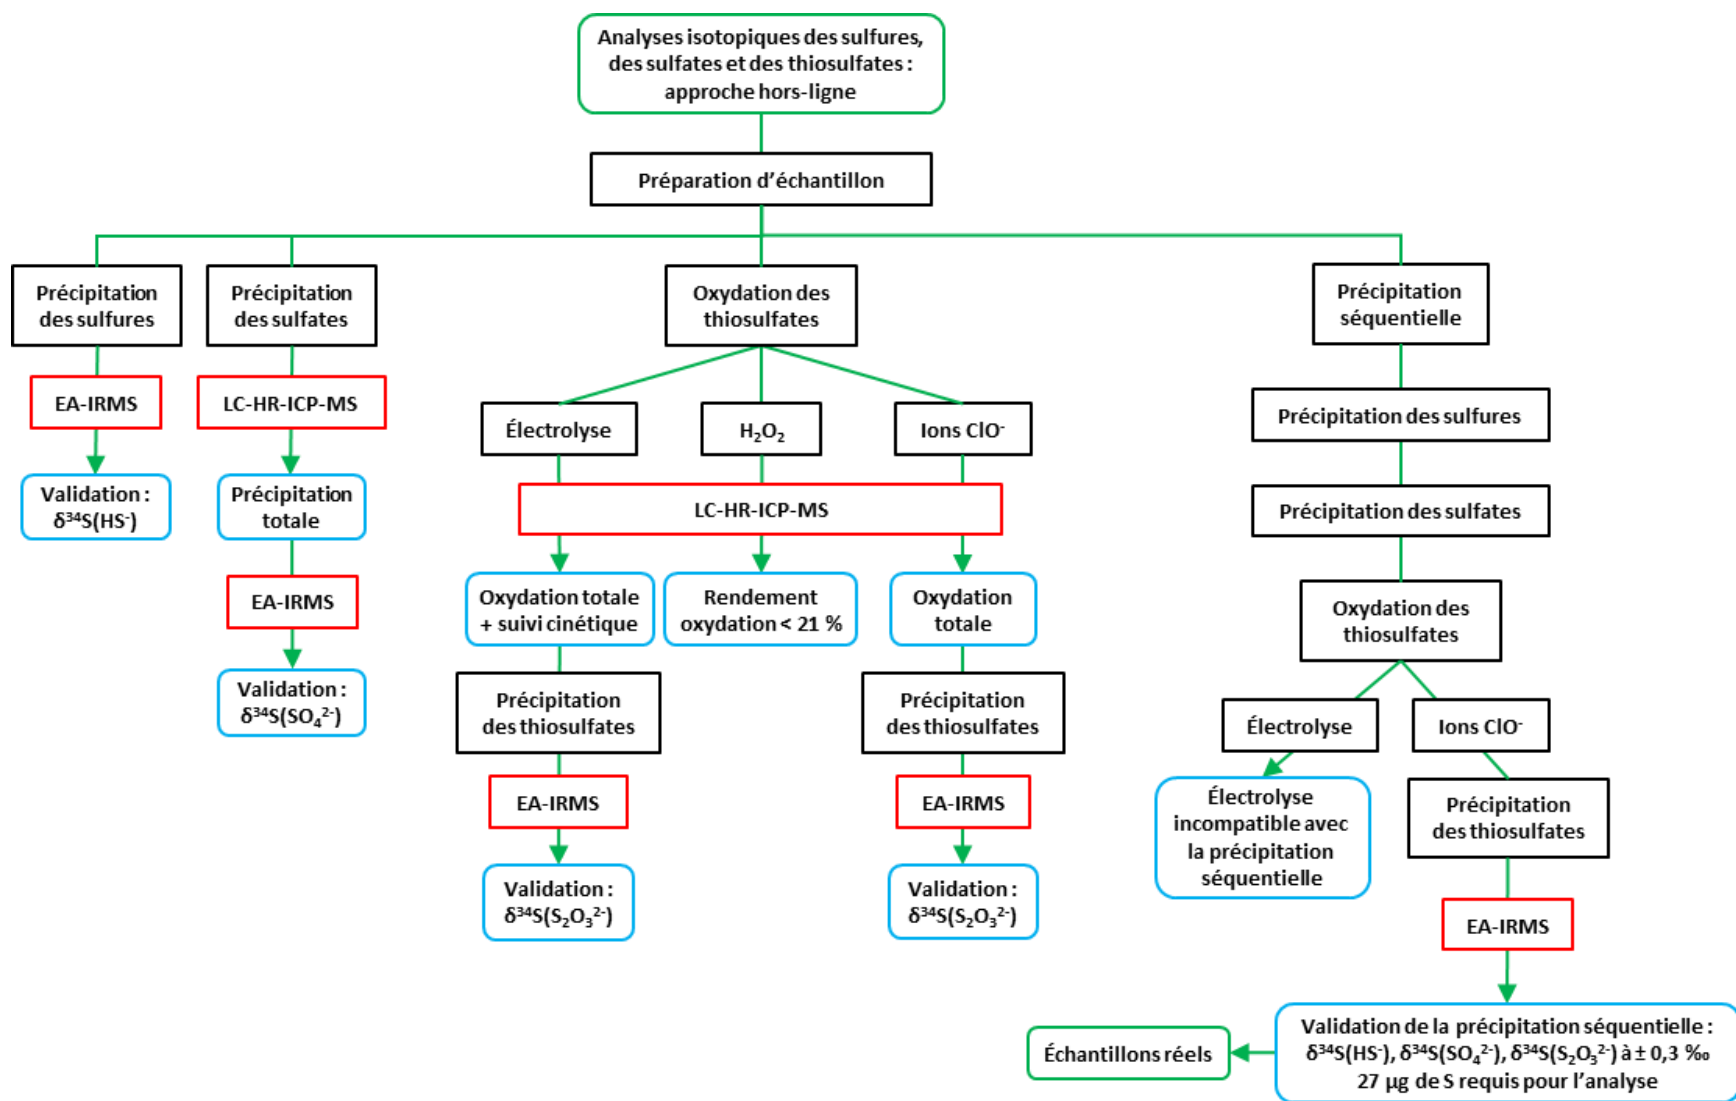 Analyses isotopiques des sulfures,
des sulfates et des thiosulfates :
approche hors-ligne
Préparation d'échantillon
Précipitation
des sulfures
EA-IRMS
Validation :
δ³⁴S(HS⁻)
Précipitation
des sulfates
LC-HR-ICP-MS
Précipitation
totale
EA-IRMS
Validation :
δ³⁴S(SO₄²⁻)
Oxydation des
thiosulfates
Électrolyse
H₂O₂
Ions ClO⁻
LC-HR-ICP-MS
Oxydation totale
+ suivi cinétique
Rendement
oxydation < 21 %
Oxydation
totale
Précipitation
des thiosulfates
EA-IRMS
Validation :
δ³⁴S(S₂O₃²⁻)
Précipitation
des thiosulfates
EA-IRMS
Validation :
δ³⁴S(S₂O₃²⁻)
Précipitation
séquentielle
Précipitation des sulfures
Précipitation des sulfates
Oxydation des
thiosulfates
Électrolyse
Ions ClO⁻
Électrolyse
incompatible avec
la précipitation
séquentielle
Précipitation
des thiosulfates
EA-IRMS
Validation de la précipitation séquentielle :
δ³⁴S(HS⁻), δ³⁴S(SO₄²⁻), δ³⁴S(S₂O₃²⁻) à ± 0,3 ‰
27 µg de S requis pour l'analyse
Échantillons réels